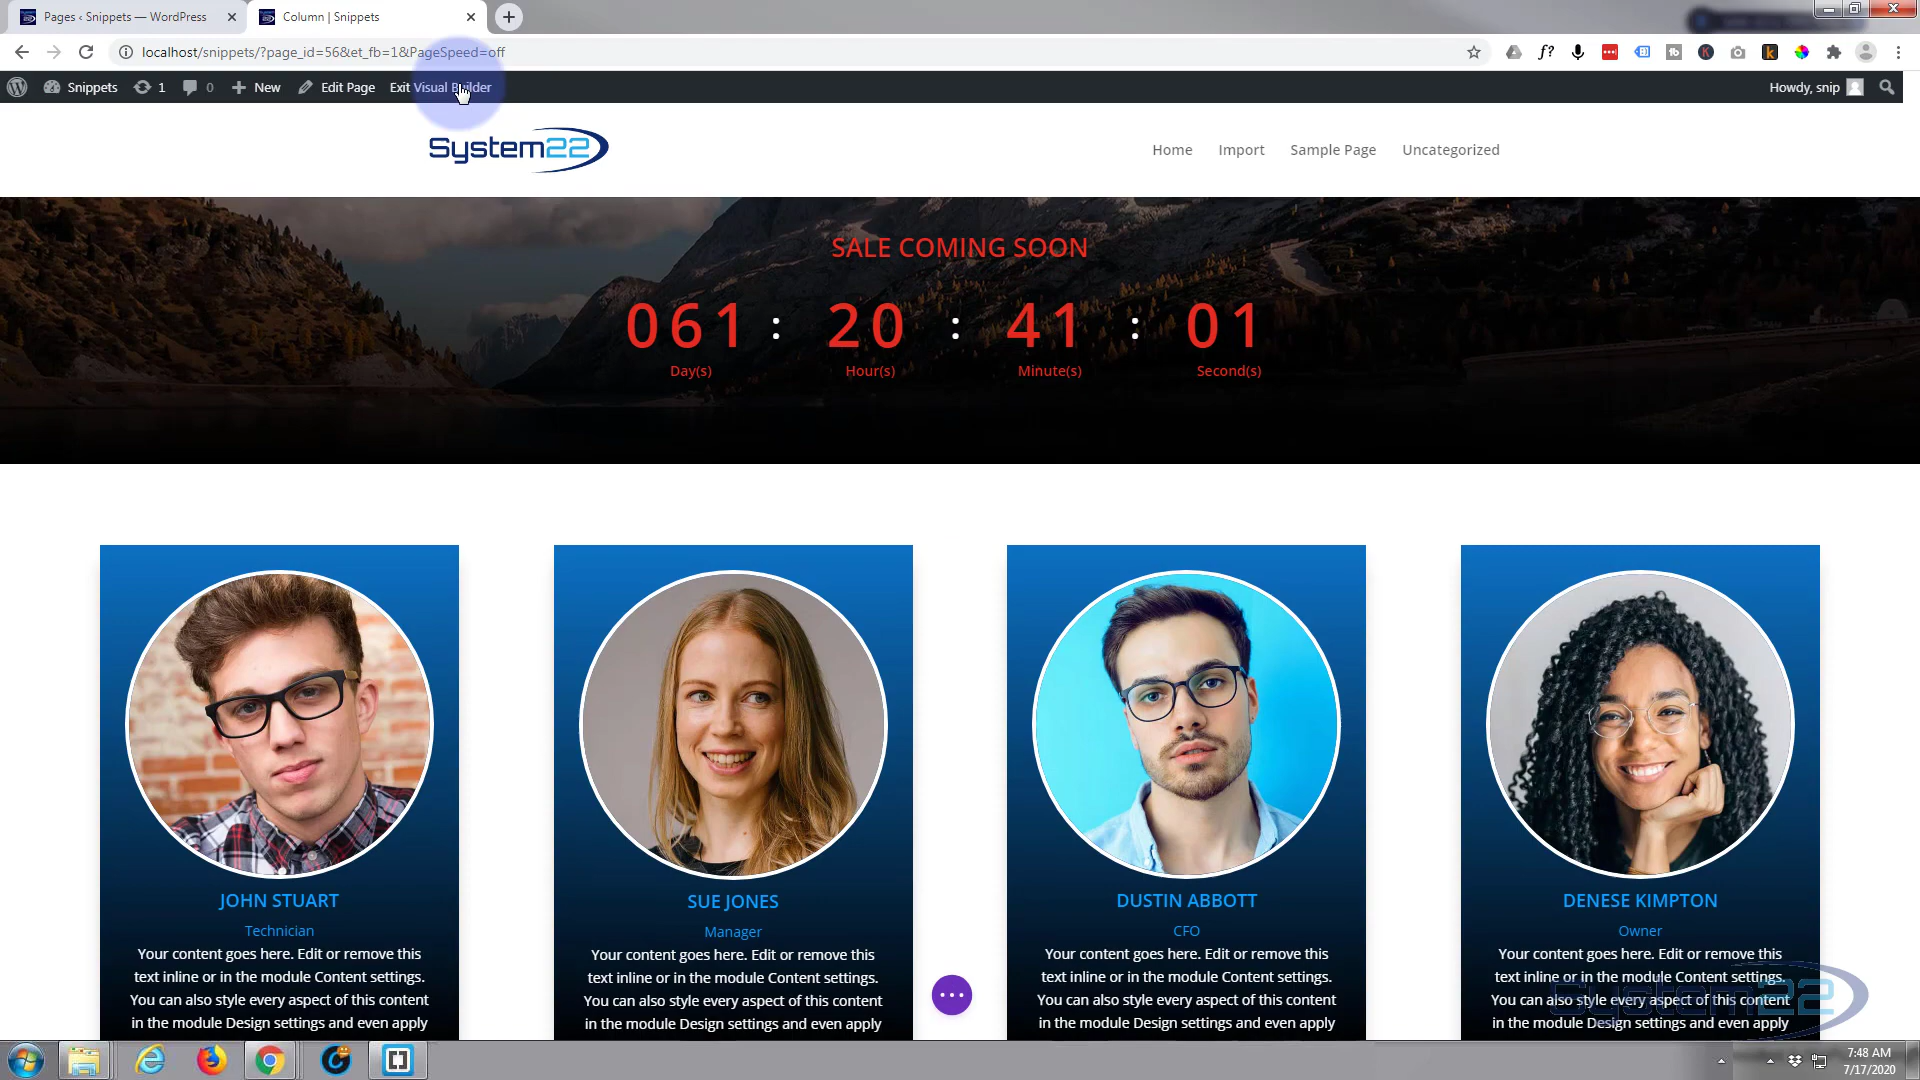 Pages ‹ Snippets — WordPress
Column | Snippets
localhost/snippets/?page_id=56&et_fb=1&PageSpeed=off
Snippets 1 0 New Edit Page Exit Visual Builder
Howdy, snip
System22
Home Import Sample Page Uncategorized
SALE COMING SOON
061 : 20 : 41 : 01
Day(s) Hour(s) Minute(s) Second(s)
JOHN STUART
Technician
Your content goes here. Edit or remove this
text inline or in the module Content settings.
You can also style every aspect of this content
in the module Design settings and even apply
SUE JONES
Manager
Your content goes here. Edit or remove this
text inline or in the module Content settings.
You can also style every aspect of this content
in the module Design settings and even apply
DUSTIN ABBOTT
CFO
Your content goes here. Edit or remove this
text inline or in the module Content settings.
You can also style every aspect of this content
in the module Design settings and even apply
DENESE KIMPTON
Owner
Your content goes here. Edit or remove this
text inline or in the module Content settings.
You can also style every aspect of this content
in the module Design settings and even apply
System22
7:48 AM
7/17/2020